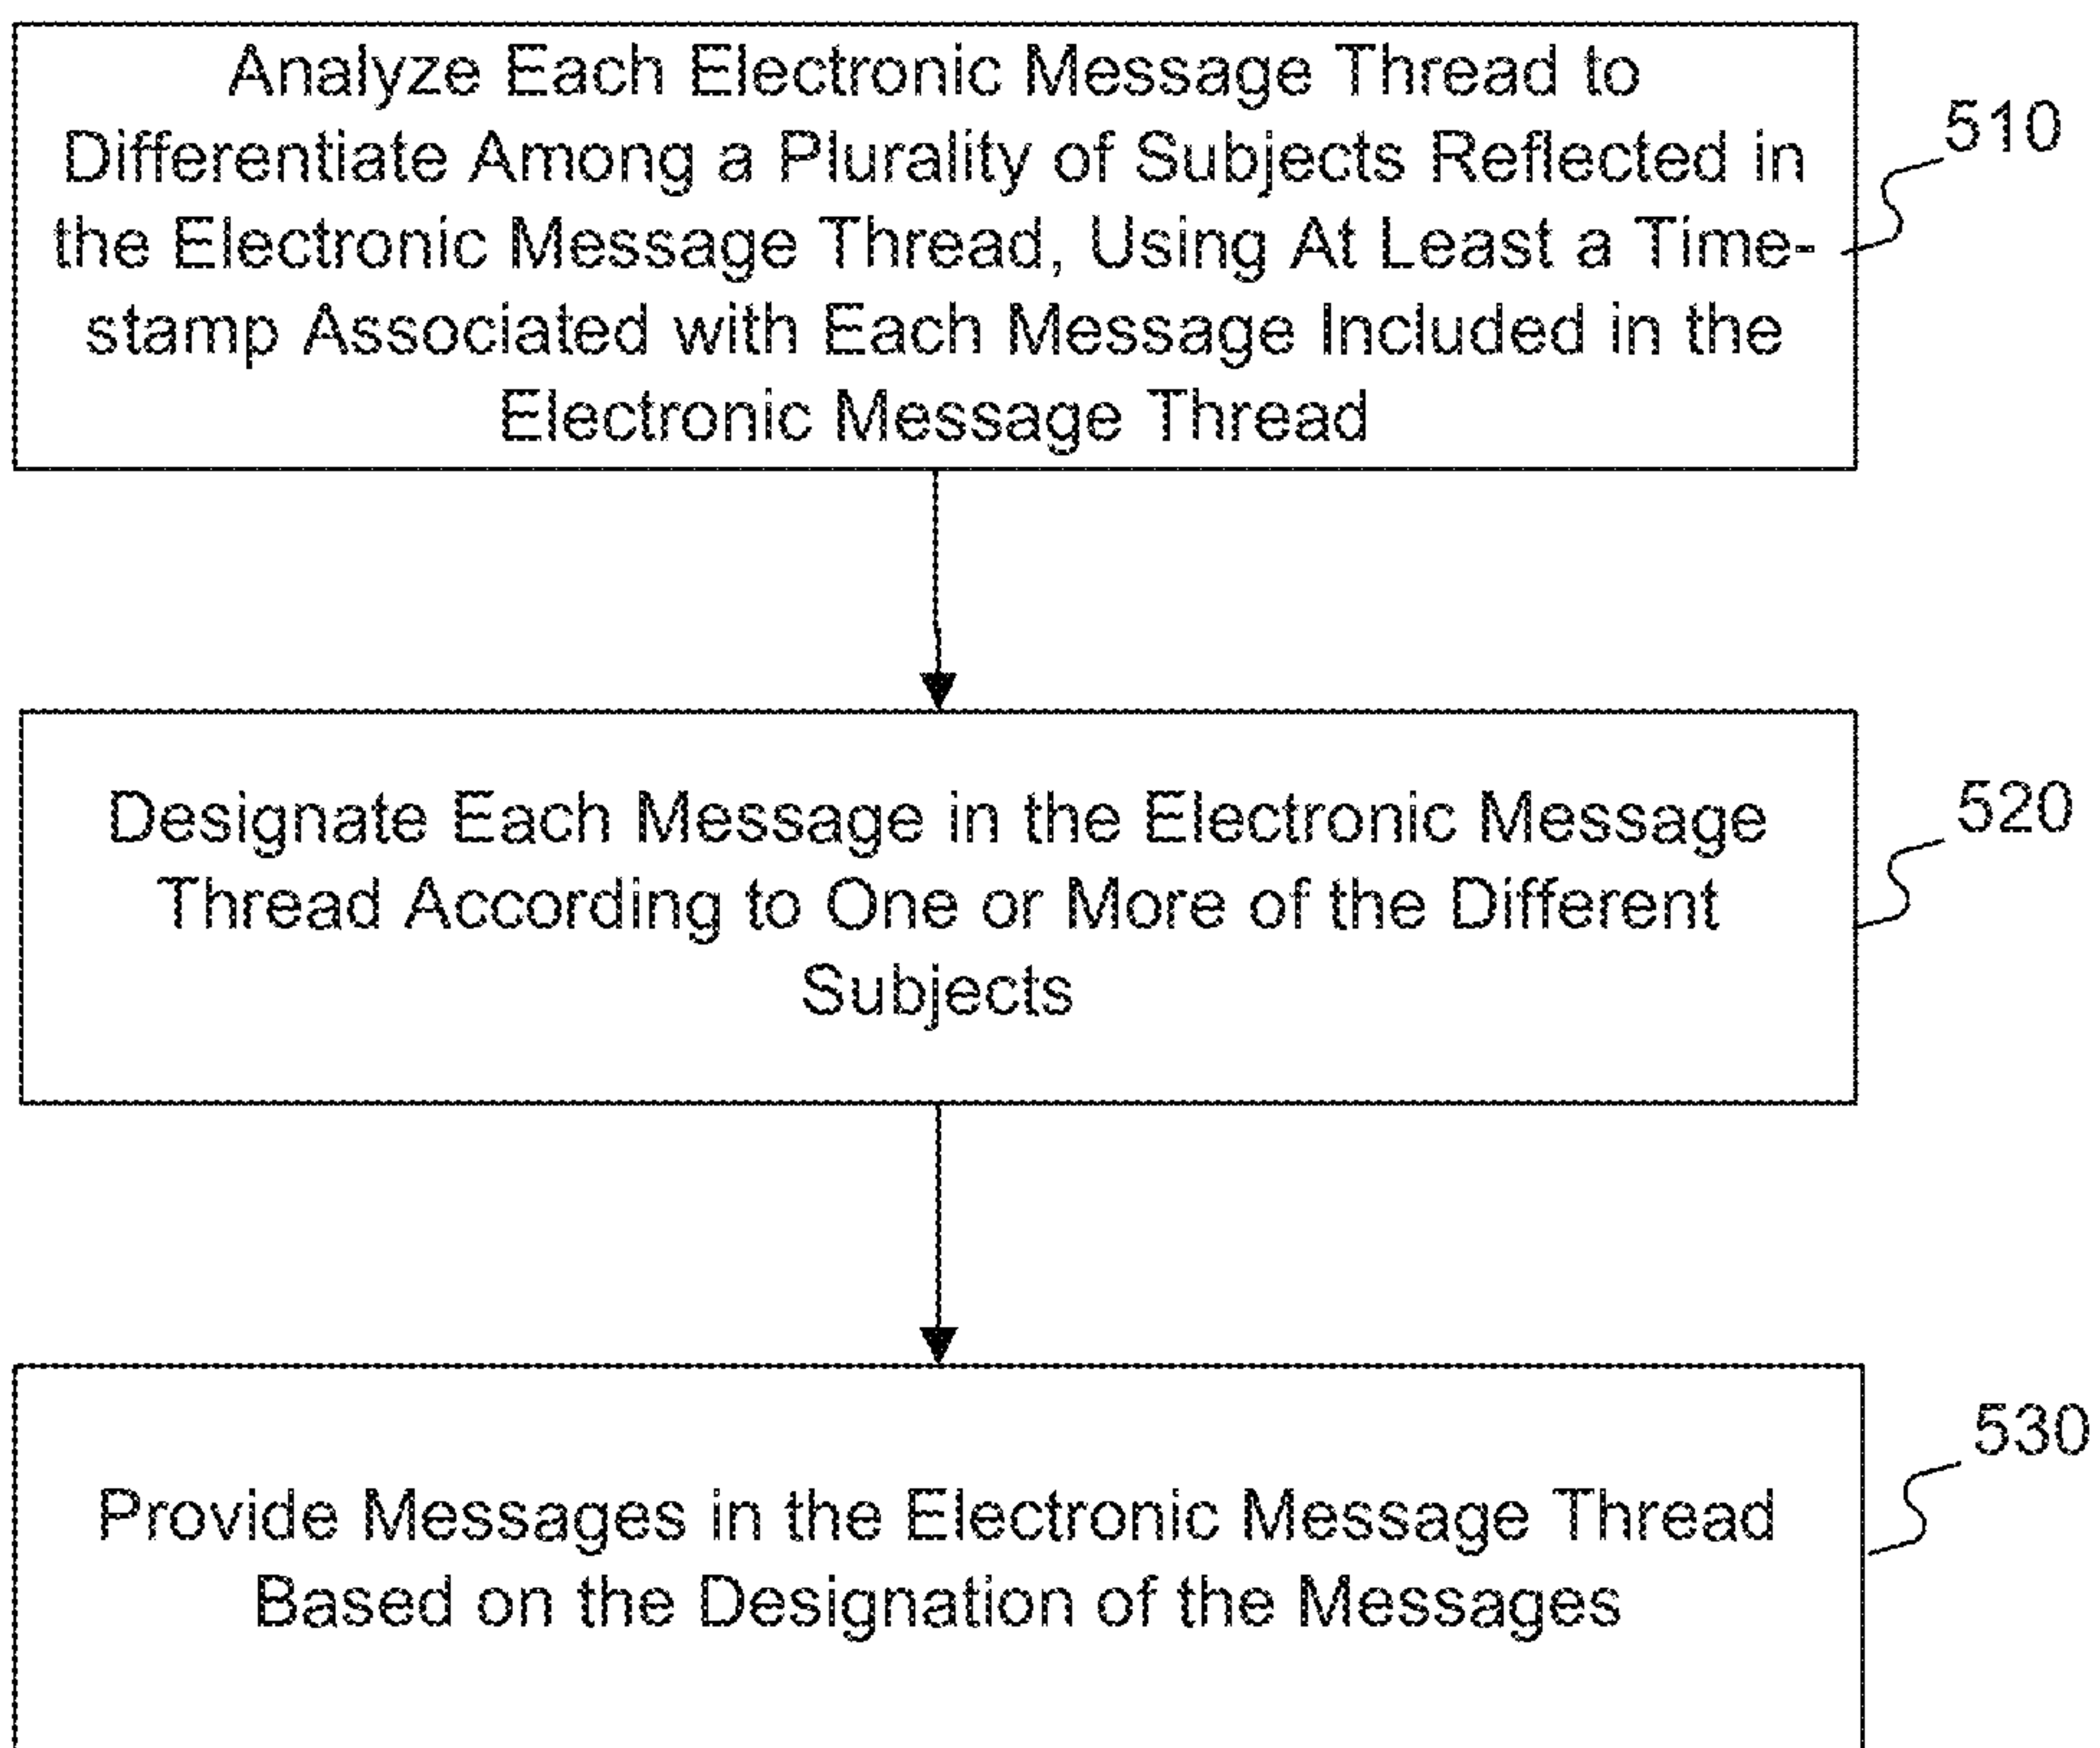 Analyze Each Electronic Message Thread to
Differentiate Among a Plurality of Subjects Reflected in
the Electronic Message Thread, Using At Least a Time-
stamp Associated with Each Message Included in the
Electronic Message Thread
510
Designate Each Message in the Electronic Message
Thread According to One or More of the Different
Subjects
520
Provide Messages in the Electronic Message Thread
Based on the Designation of the Messages
530